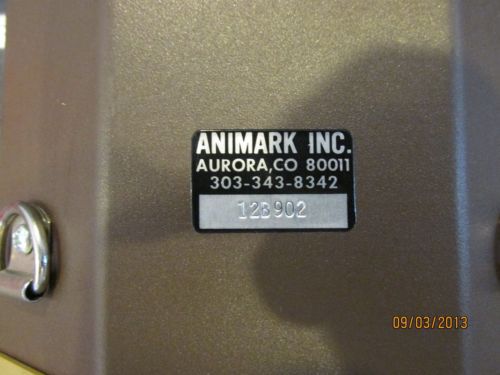 ANIMARK INC.
AURORA,CO 80011
303-343-8342
12B902
09/03/2013